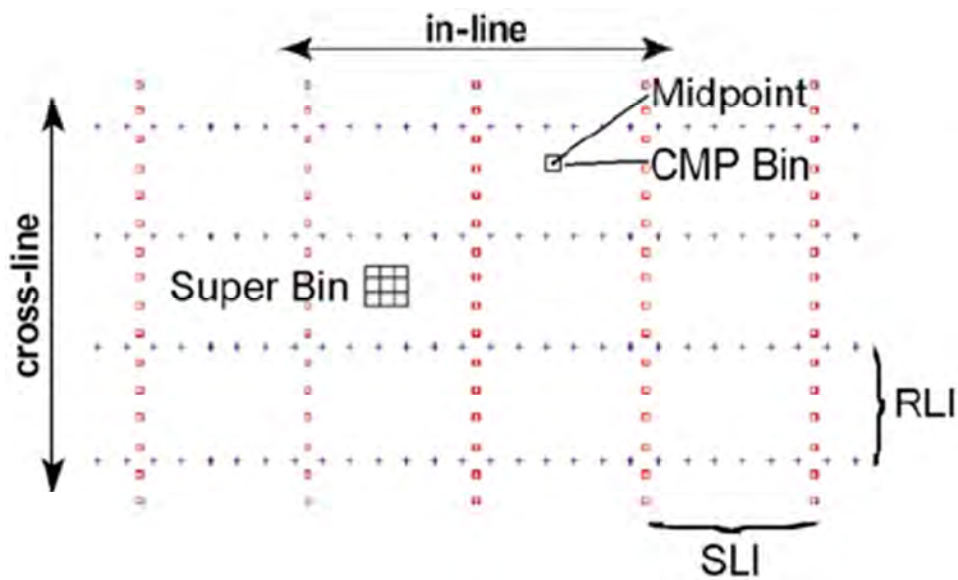 in-line
Midpoint
CMP Bin
cross-line
Super Bin
RLI
SLI